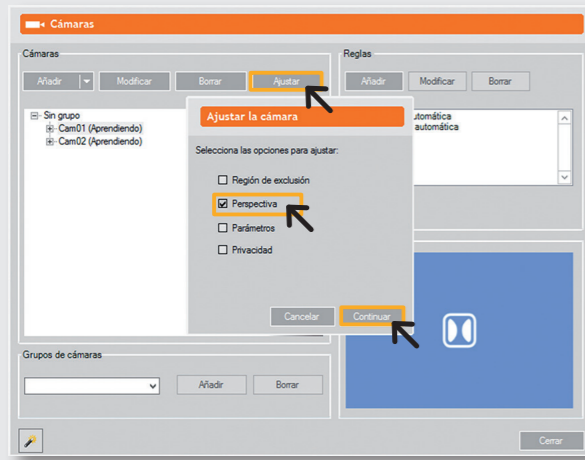 Cámaras
Cámaras
Añadir
Modificar
Borrar
Ajustar
Sin grupo
Cam01 (Aprendiendo)
Cam02 (Aprendiendo)
Reglas
Añadir
Modificar
Borrar
automática
Ajustar la cámara
Selecciona las opciones para ajustar:
Región de exclusión
Perspectiva
Parámetros
Privacidad
Cancelar
Continuar
Grupos de cámaras
Añadir
Borrar
Cerrar